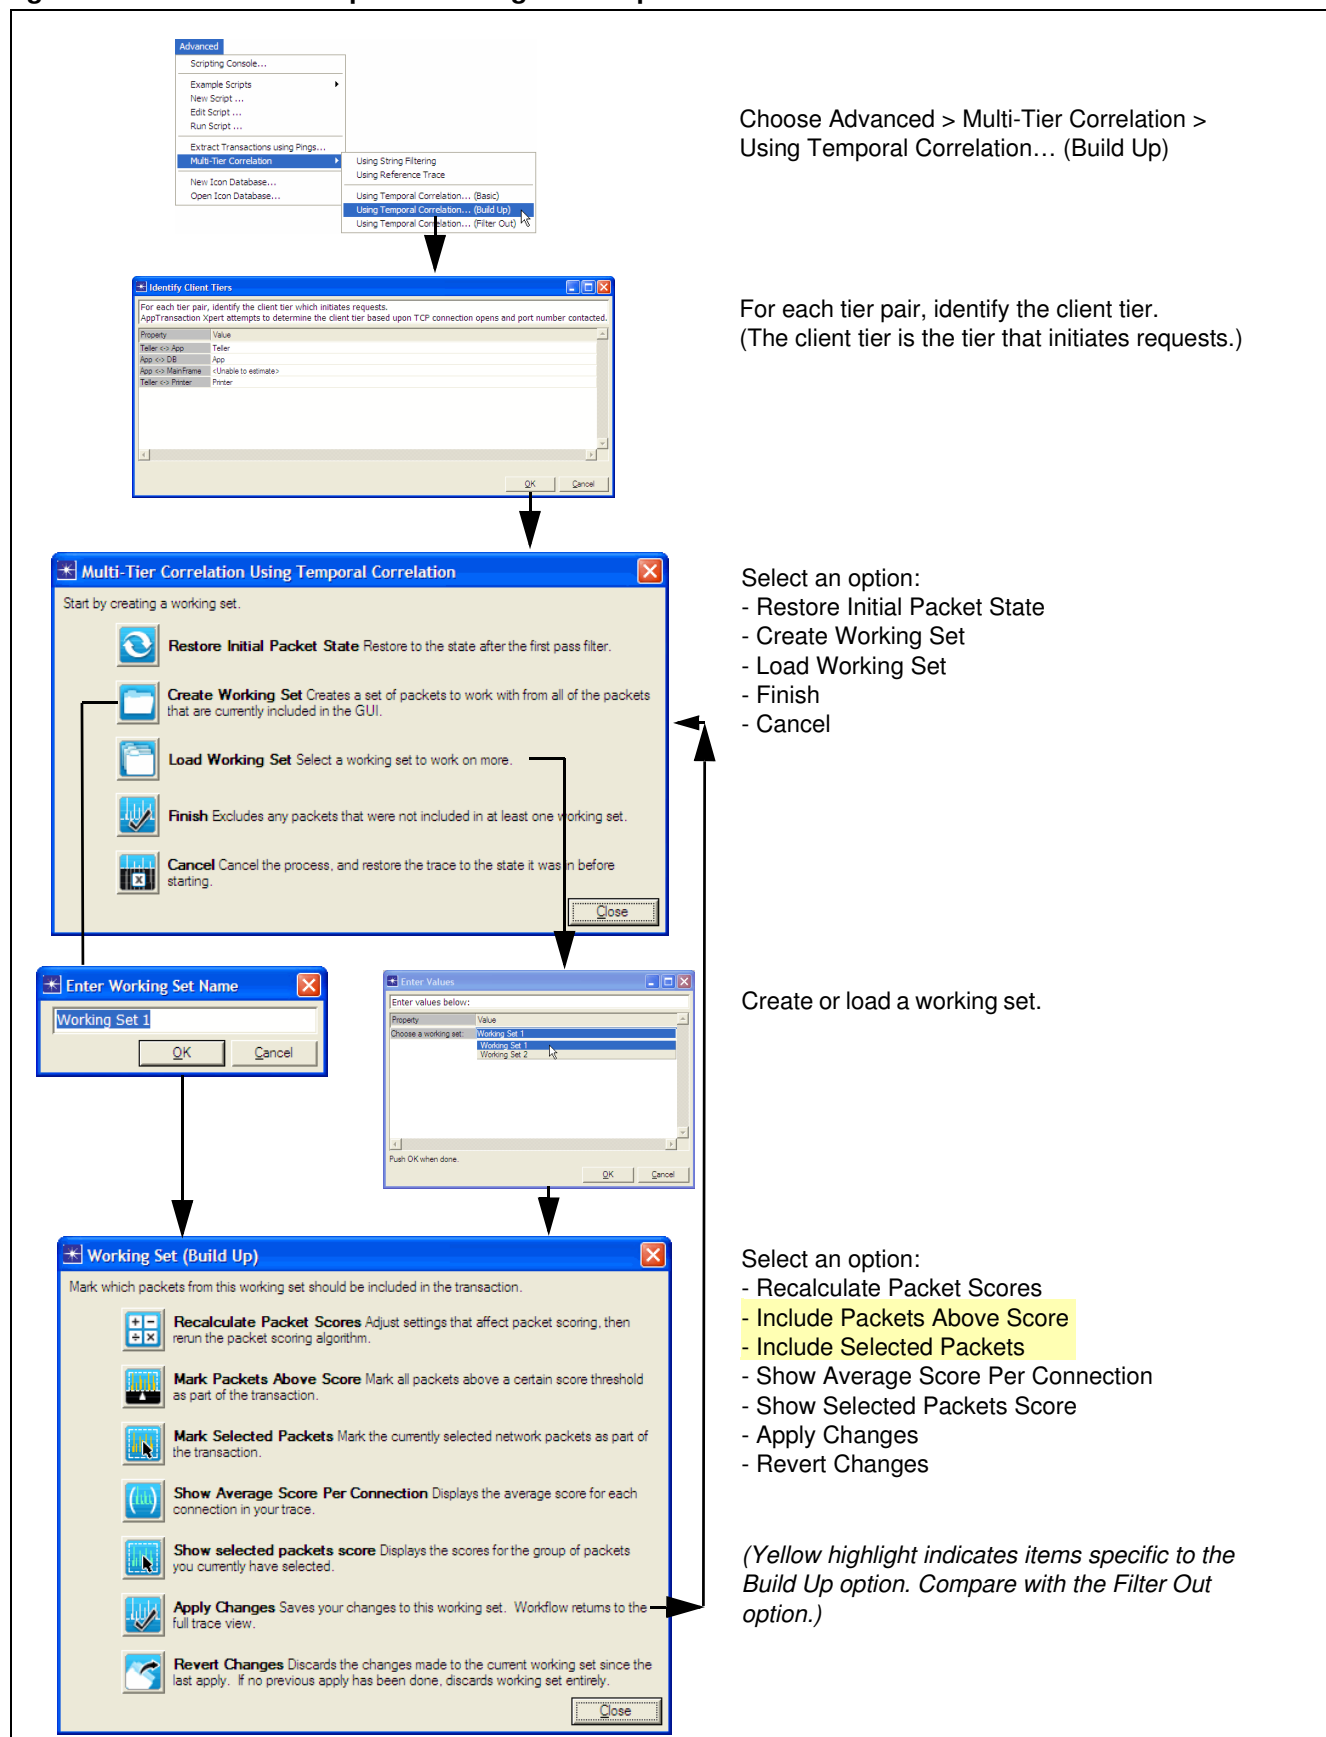 Advanced
Scripting Console...
Example Scripts
New Script ...
Edit Script ...
Run Script ...
Extract Transactions using Pings...
Multi-Tier Correlation
New Icon Database...
Open Icon Database...
Using String Filtering
Using Reference Trace
Using Temporal Correlation... (Basic)
Using Temporal Correlation... (Build Up)
Using Temporal Correlation... (Filter Out)
Choose Advanced > Multi-Tier Correlation >
Using Temporal Correlation… (Build Up)
Identify Client Tiers
For each tier pair, identify the client tier which initiates requests.
AppTransaction Xpert attempts to determine the client tier based upon TCP connection opens and port number contacted.
Property Value
Teller <-> App Teller
App <-> DB App
App <-> MainFrame <Unable to estimate>
Teller <-> Printer Printer
OK Cancel
For each tier pair, identify the client tier.
(The client tier is the tier that initiates requests.)
Multi-Tier Correlation Using Temporal Correlation
Start by creating a working set.
Restore Initial Packet State Restore to the state after the first pass filter.
Create Working Set Creates a set of packets to work with from all of the packets
that are currently included in the GUI.
Load Working Set Select a working set to work on more.
Finish Excludes any packets that were not included in at least one working set.
Cancel Cancel the process, and restore the trace to the state it was in before
starting.
Close
Select an option:
- Restore Initial Packet State
- Create Working Set
- Load Working Set
- Finish
- Cancel
Enter Working Set Name
Working Set 1
OK Cancel
Enter Values
Enter values below:
Property Value
Choose a working set: Working Set 1
Working Set 1
Working Set 2
Push OK when done.
OK Cancel
Create or load a working set.
Working Set (Build Up)
Mark which packets from this working set should be included in the transaction.
Recalculate Packet Scores Adjust settings that affect packet scoring, then
rerun the packet scoring algorithm.
Mark Packets Above Score Mark all packets above a certain score threshold
as part of the transaction.
Mark Selected Packets Mark the currently selected network packets as part of
the transaction.
Show Average Score Per Connection Displays the average score for each
connection in your trace.
Show selected packets score Displays the scores for the group of packets
you currently have selected.
Apply Changes Saves your changes to this working set. Workflow returns to the
full trace view.
Revert Changes Discards the changes made to the current working set since the
last apply. If no previous apply has been done, discards working set entirely.
Close
Select an option:
- Recalculate Packet Scores
- Include Packets Above Score
- Include Selected Packets
- Show Average Score Per Connection
- Show Selected Packets Score
- Apply Changes
- Revert Changes
(Yellow highlight indicates items specific to the
Build Up option. Compare with the Filter Out
option.)